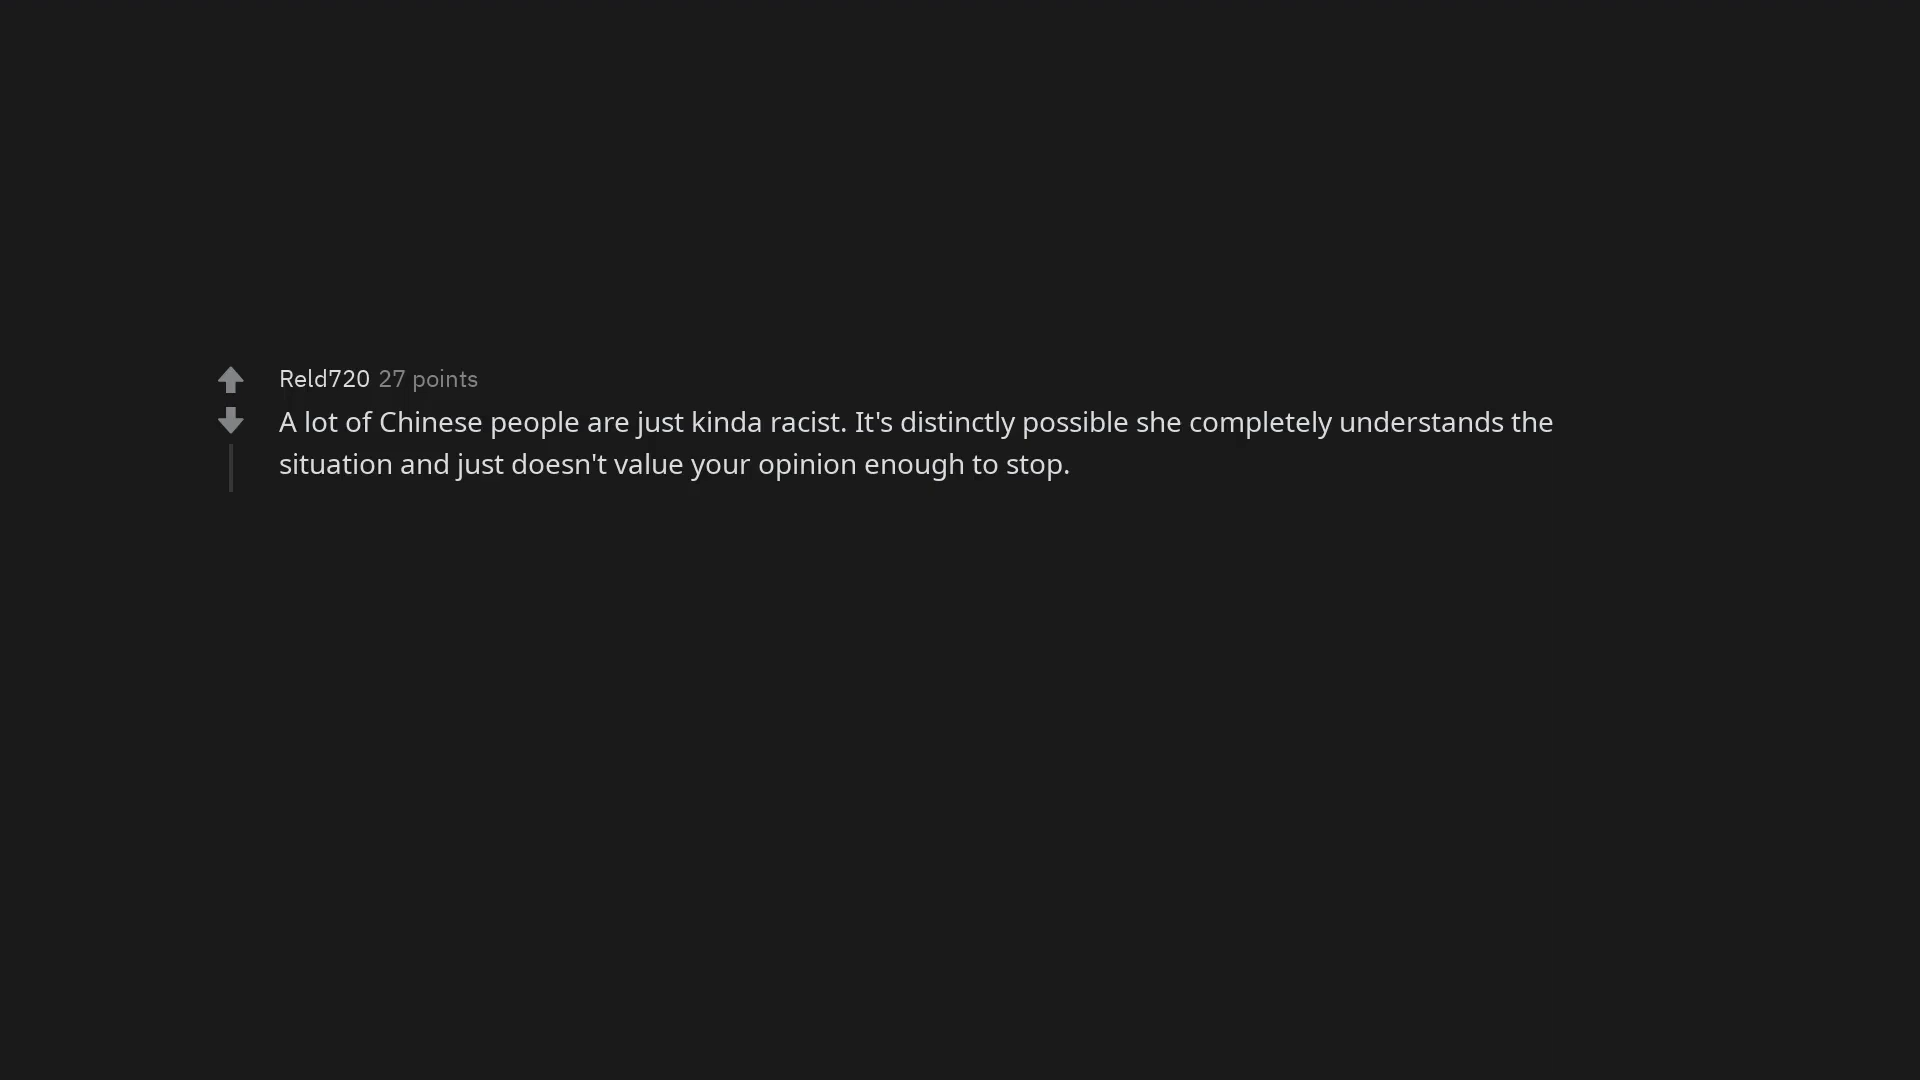 Reld720 27 points
A lot of Chinese people are just kinda racist. It's distinctly possible she completely understands the
situation and just doesn't value your opinion enough to stop.